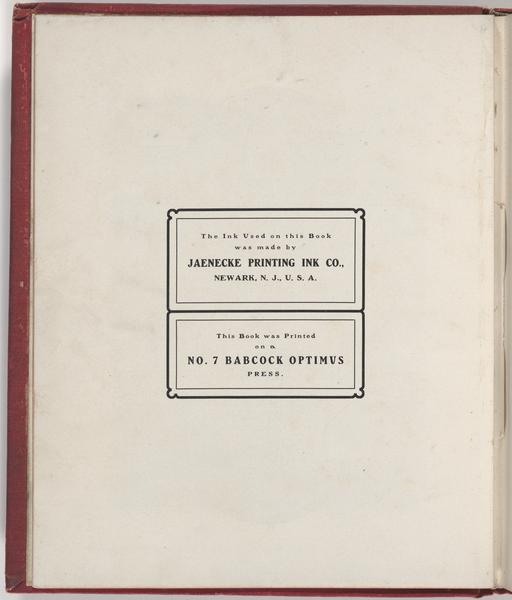 The Ink Used on this Book
was made by
JAENECKE PRINTING INK CO.,
NEWARK, N. J., U. S. A.
This Book was Printed
on a
NO. 7 BABCOCK OPTIMVS
PRESS.